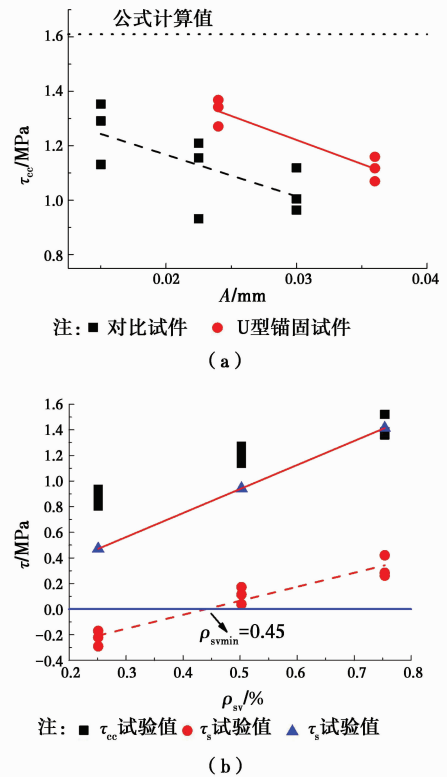 (a)
公式计算值
1.6
1.4
1.2
1.0
0.8
τcc/MPa
0.02 0.03 0.04
A/mm
注: 对比试件 U型锚固试件
(a)
(b)
1.6
1.4
1.2
1.0
0.8
0.6
0.4
0.2
0.0
-0.2
-0.4
τ/MPa
ρsvmin=0.45
0.2 0.3 0.4 0.5 0.6 0.7 0.8
ρsv/%
注: τcc试验值 τs试验值 τs试验值
(b)